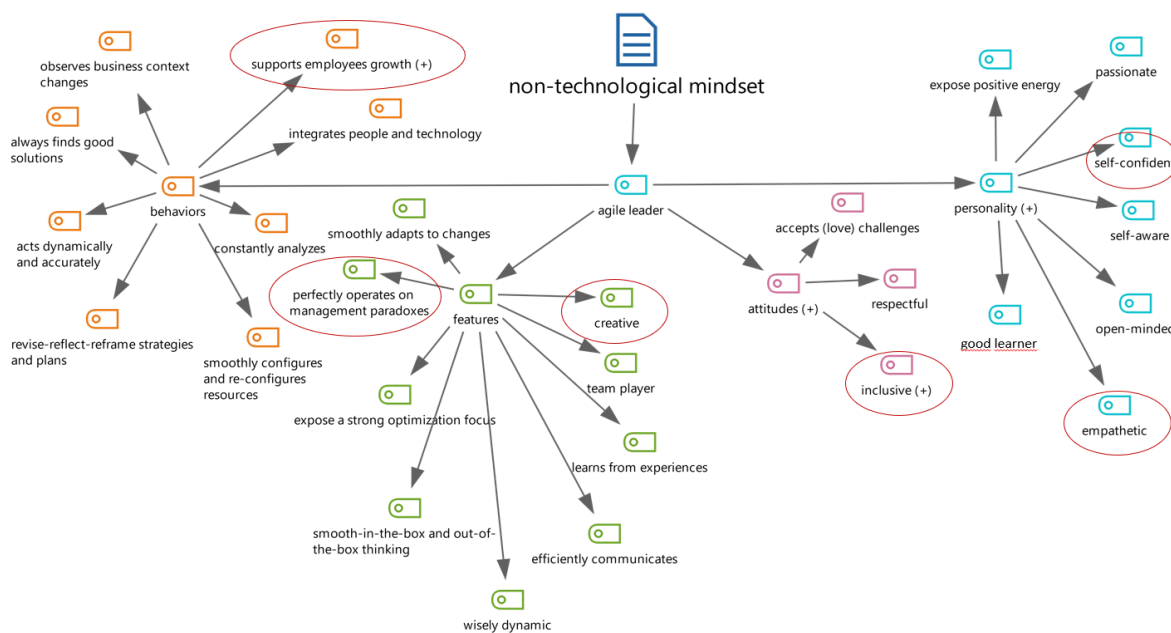 non-technological mindset
observes business context
changes
supports employees growth (+)
always finds good
solutions
integrates people and technology
behaviors
acts dynamically
and accurately
constantly analyzes
revise-reflect-reframe strategies
and plans
smoothly configures
and re-configures
resources
agile leader
smoothly adapts to changes
perfectly operates on
management paradoxes
features
creative
team player
expose a strong optimization focus
learns from experiences
smooth-in-the-box and out-of-
the-box thinking
efficiently communicates
wisely dynamic
accepts (love) challenges
attitudes (+)
respectful
inclusive (+)
expose positive energy
passionate
self-confident
personality (+)
self-aware
open-minded
good learner
empathetic